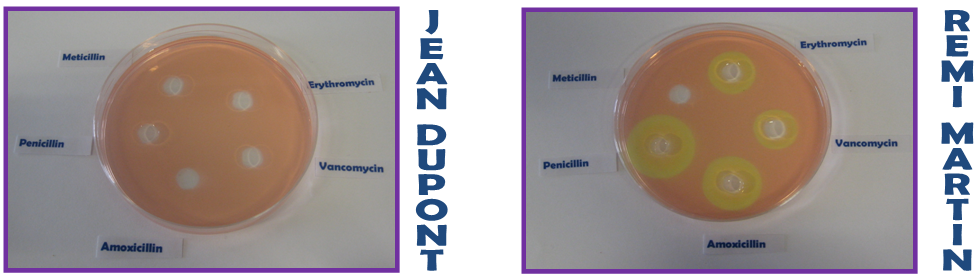 Meticillin
Erythromycin
Penicillin
Vancomycin
Amoxicillin
JEAN DUPONT
Erythromycin
Meticillin
Penicillin
Vancomycin
Amoxicillin
REMI MARTIN